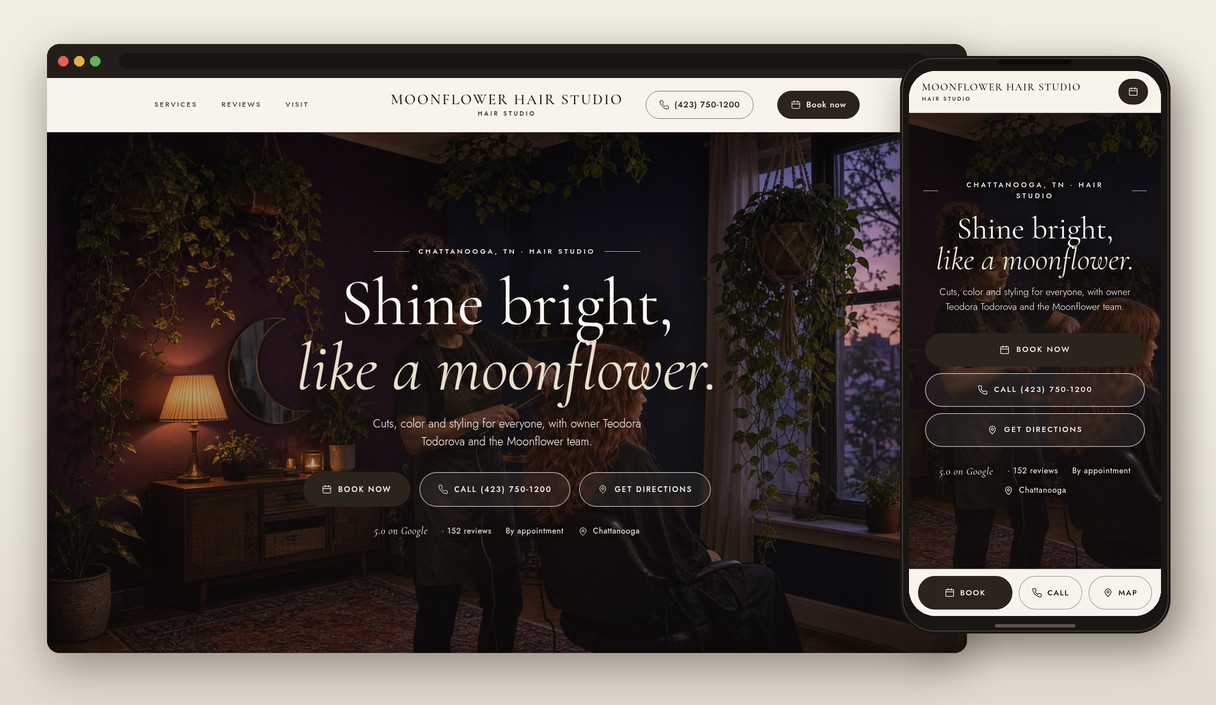 SERVICES
REVIEWS
VISIT
MOONFLOWER HAIR STUDIO
HAIR STUDIO
(423) 750-1200
Book now
CHATTANOOGA, TN · HAIR STUDIO
Shine bright,
like a moonflower.
Cuts, color and styling for everyone, with owner Teodora
Todorova and the Moonflower team.
BOOK NOW
CALL (423) 750-1200
GET DIRECTIONS
5.0 on Google · 152 reviews By appointment Chattanooga
MOONFLOWER HAIR STUDIO
HAIR STUDIO
CHATTANOOGA, TN · HAIR
STUDIO
Shine bright,
like a moonflower.
Cuts, color and styling for everyone, with owner
Teodora Todorova and the Moonflower team.
BOOK NOW
CALL (423) 750-1200
GET DIRECTIONS
5.0 on Google · 152 reviews By appointment
Chattanooga
BOOK
CALL
MAP